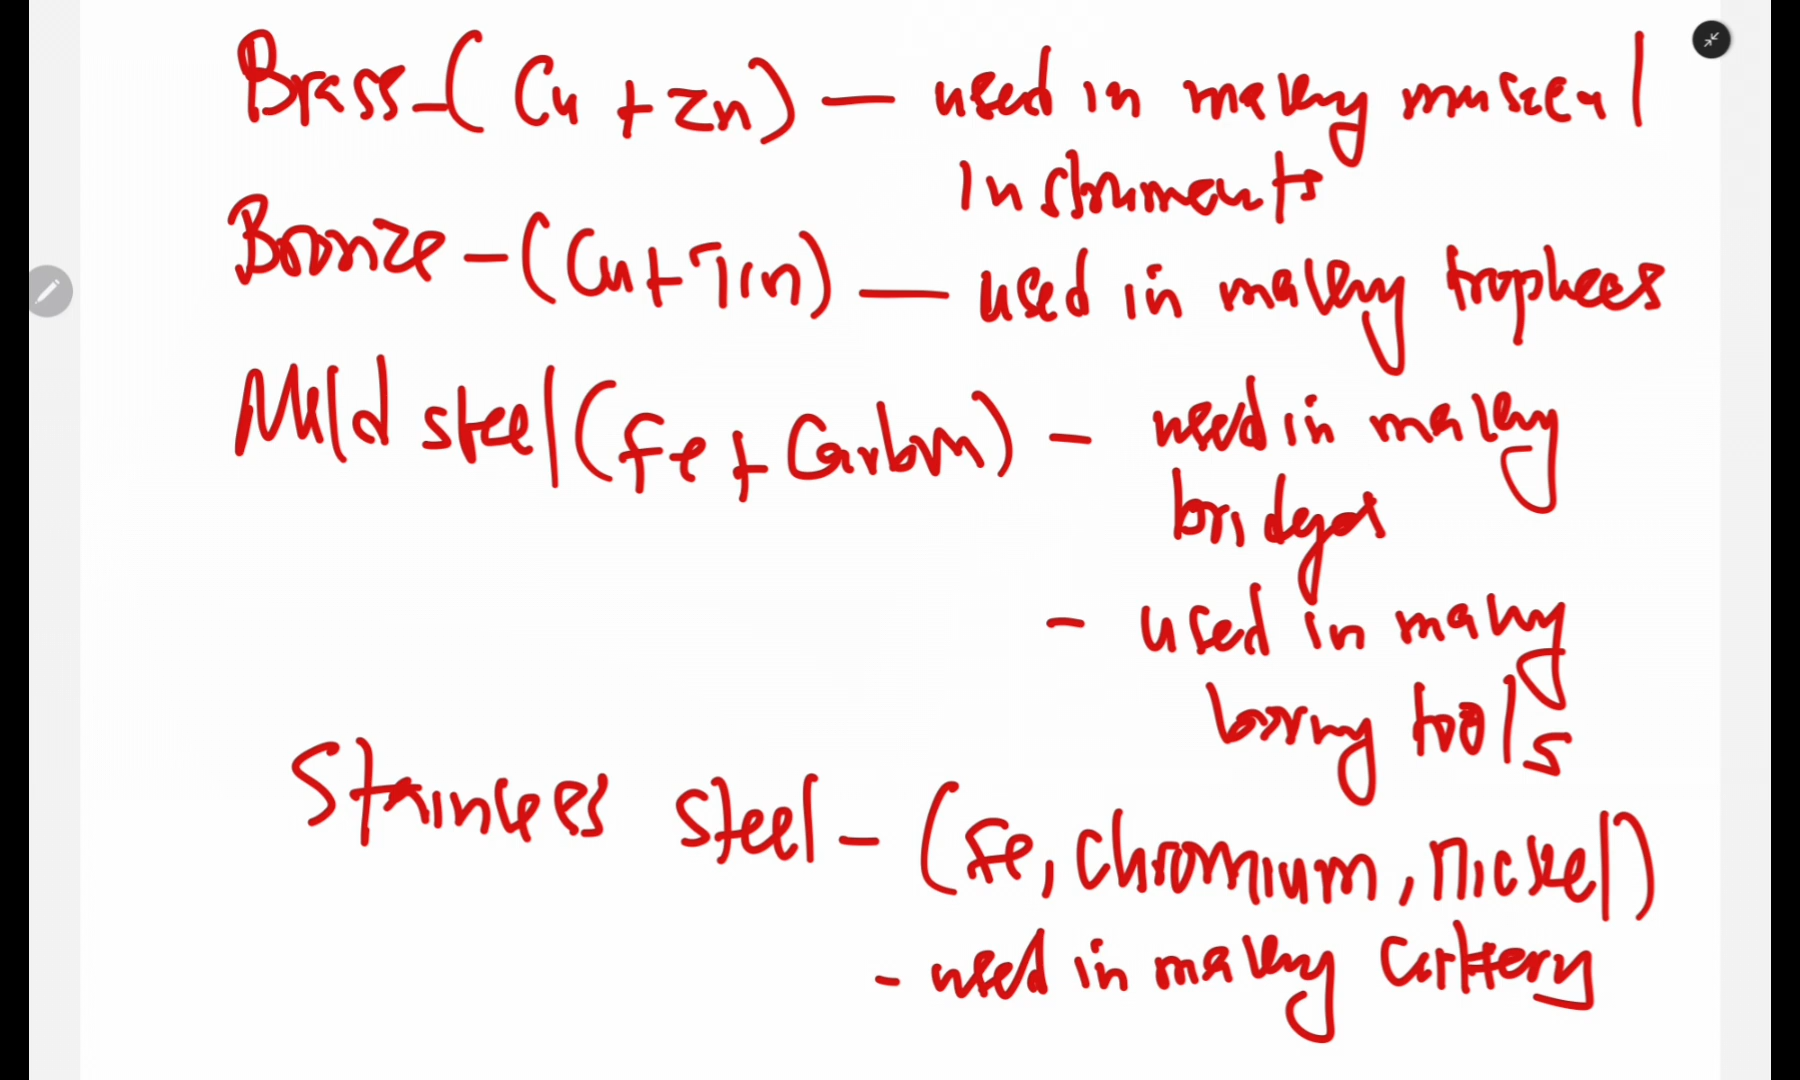 Brass - (Cu + Zn) — used in making musical
instruments
Bronze - (Cu + Tin) — used in making trophees
Mild steel (Fe + Carbon) - used in making
bridges
- used in making
boring tools
Stainless steel - (Fe, Chromium, nickel)
- used in making cuttery